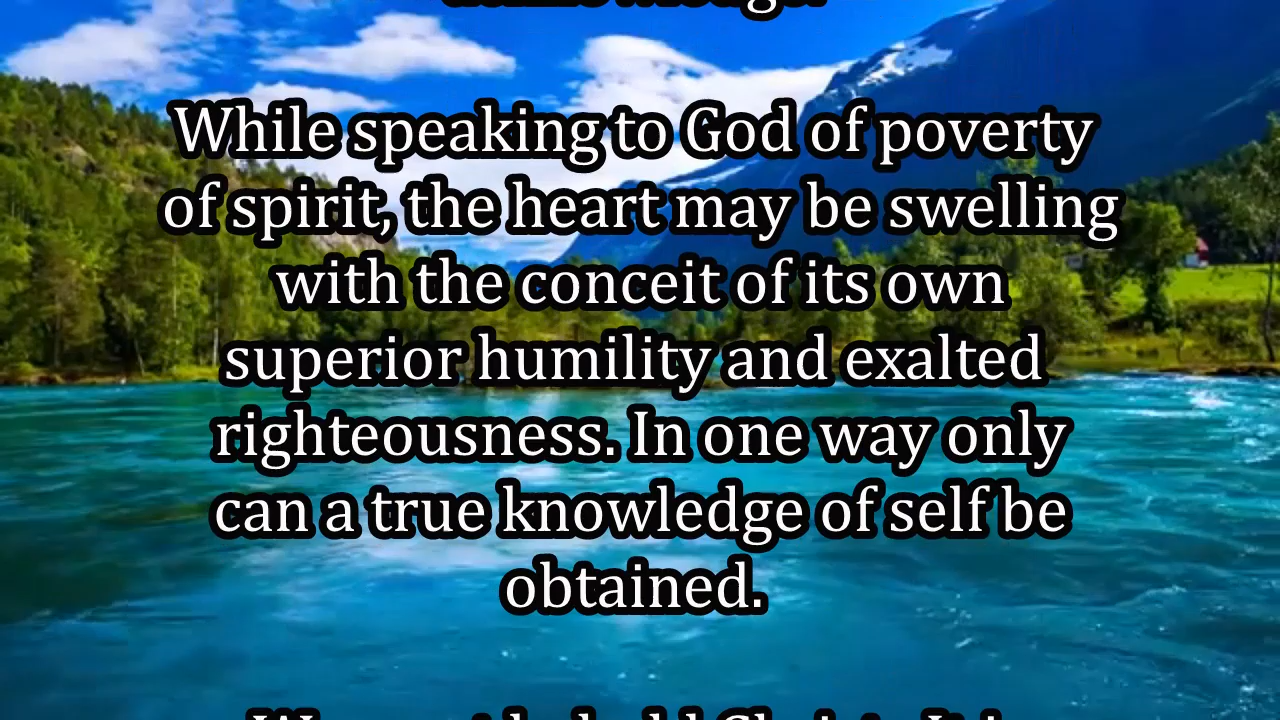 While speaking to God of poverty
of spirit, the heart may be swelling
with the conceit of its own
superior humility and exalted
righteousness. In one way only
can a true knowledge of self be
obtained.